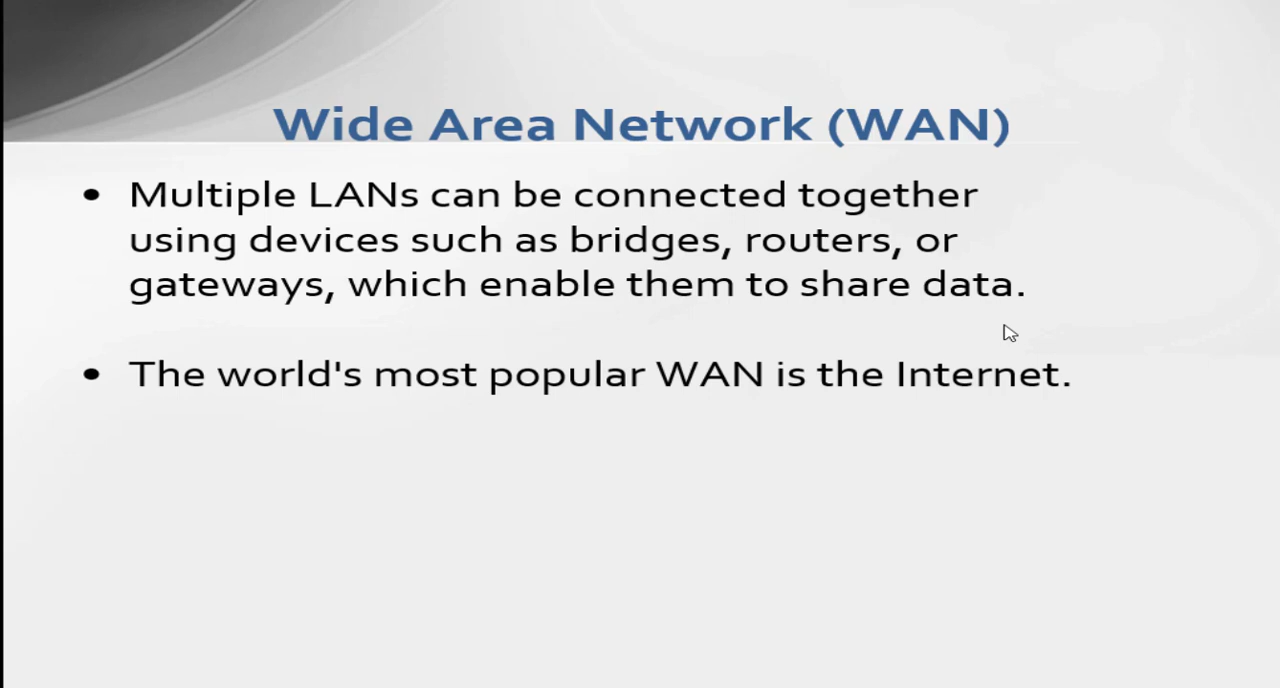 Wide Area Network (WAN)
• Multiple LANs can be connected together
using devices such as bridges, routers, or
gateways, which enable them to share data.
• The world's most popular WAN is the Internet.